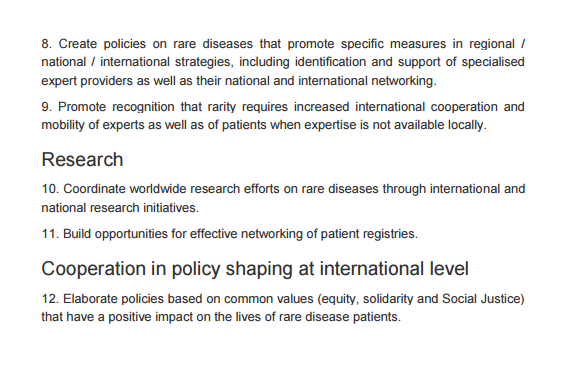 8. Create policies on rare diseases that promote specific measures in regional /
national / international strategies, including identification and support of specialised
expert providers as well as their national and international networking.
9. Promote recognition that rarity requires increased international cooperation and
mobility of experts as well as of patients when expertise is not available locally.
Research
10. Coordinate worldwide research efforts on rare diseases through international and
national research initiatives.
11. Build opportunities for effective networking of patient registries.
Cooperation in policy shaping at international level
12. Elaborate policies based on common values (equity, solidarity and Social Justice)
that have a positive impact on the lives of rare disease patients.